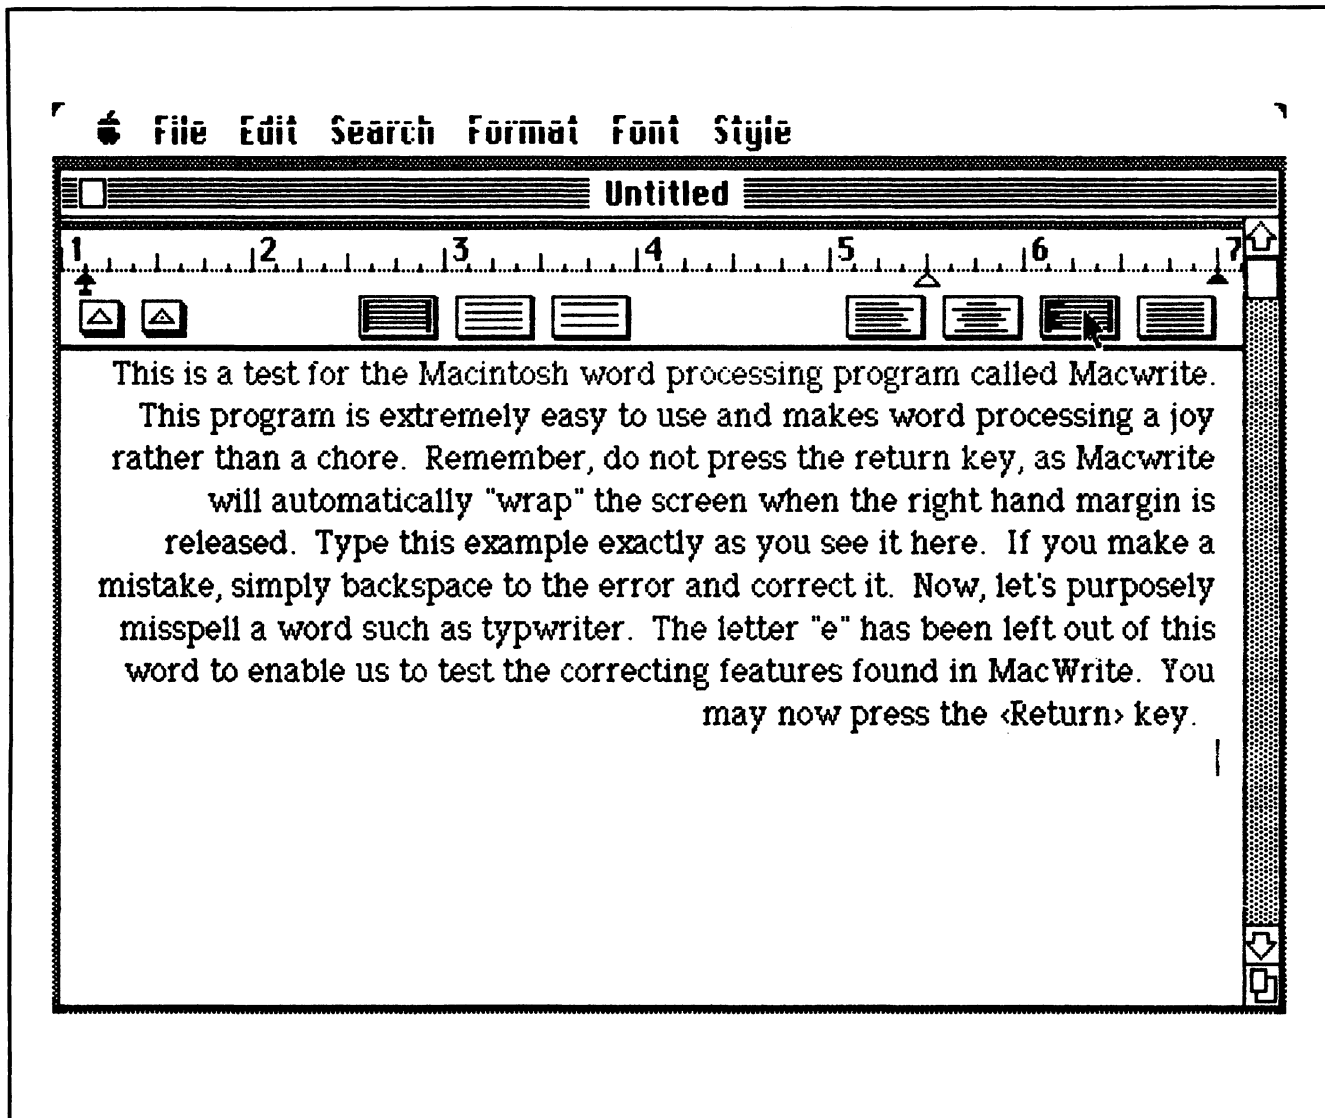 File Edit Search Format Font Style
Untitled
1 2 3 4 5 6 7
This is a test for the Macintosh word processing program called Macwrite.
This program is extremely easy to use and makes word processing a joy
rather than a chore.  Remember, do not press the return key, as Macwrite
will automatically "wrap" the screen when the right hand margin is
released.  Type this example exactly as you see it here.  If you make a
mistake, simply backspace to the error and correct it.  Now, let's purposely
misspell a word such as typwriter.  The letter "e" has been left out of this
word to enable us to test the correcting features found in MacWrite.  You
may now press the <Return> key.